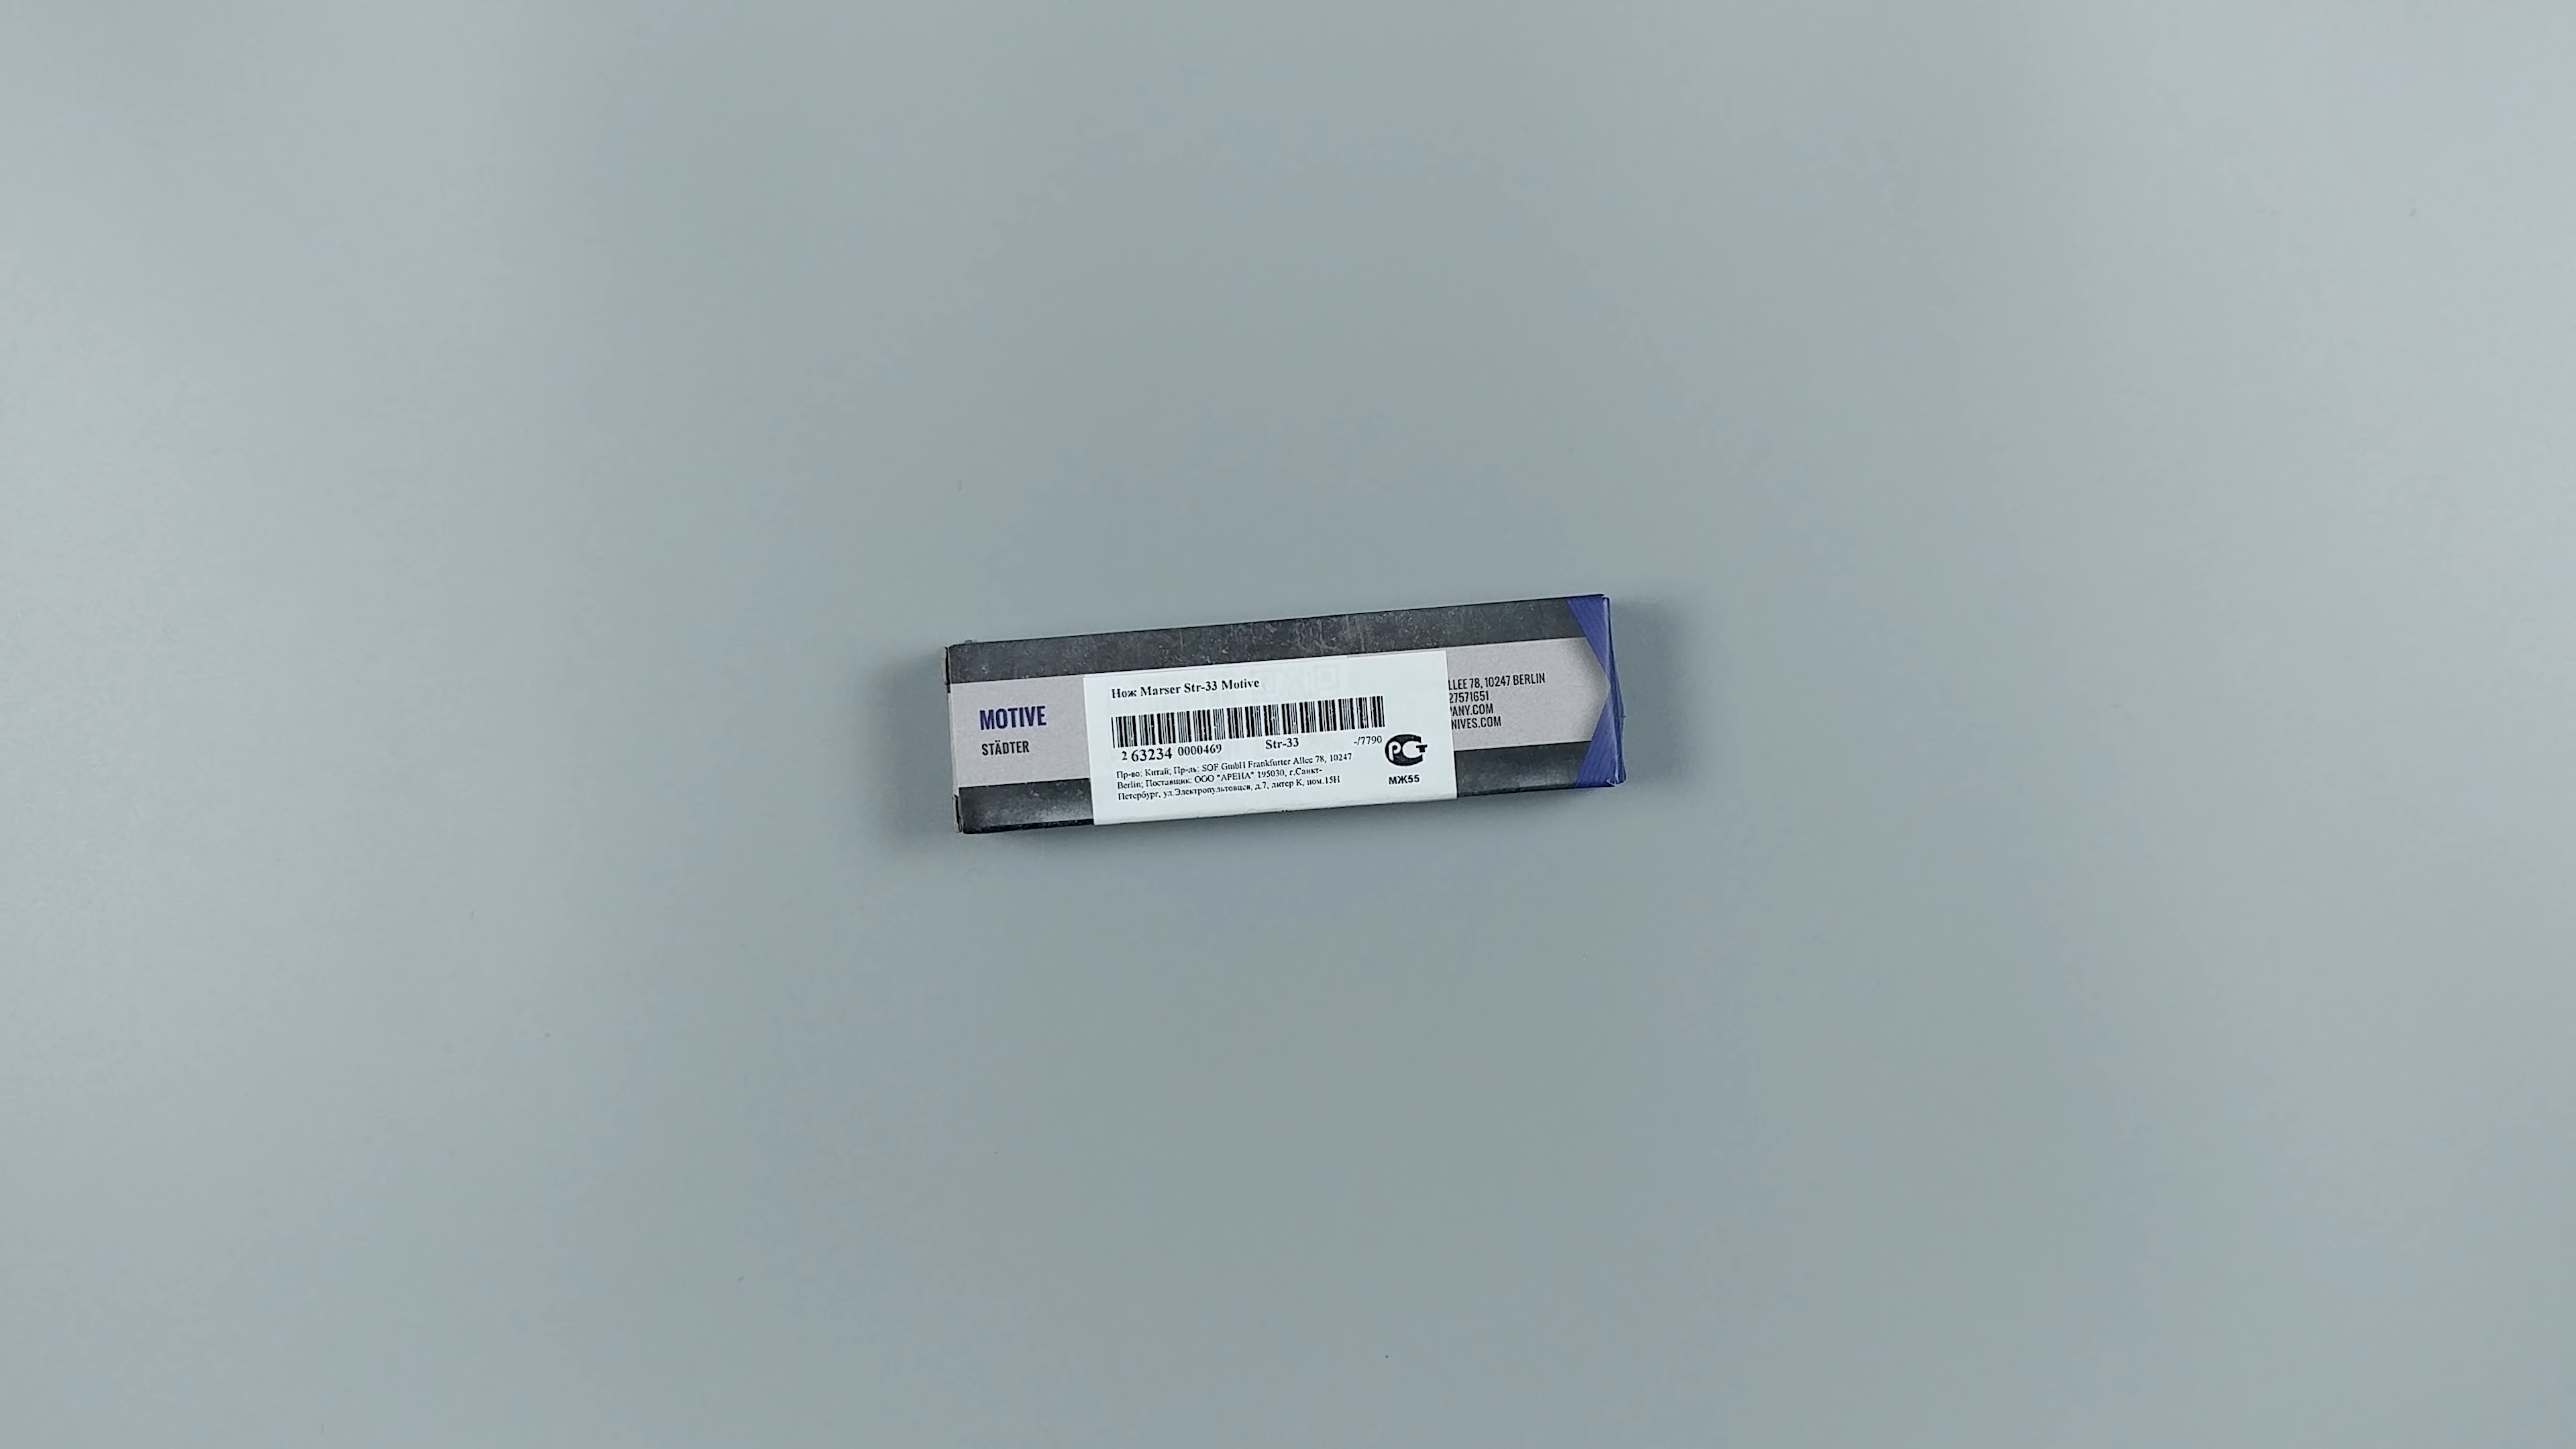 MOTIVE
STÄDTER
Нож Marser Str-33 Motive
2 63234 0000469 Str-33 -/7790
Пр-во: Китай; Пр-ль: SOF GmbH Frankfurter Allee 78, 10247
Berlin; Поставщик: ООО "АРЕНА" 195030, г.Санкт-
Петербург, ул.Электропультовцев, д.7, литер К, пом.15Н
РСТ
МЖ55
LLEE 78, 10247 BERLIN
27571651
PANY.COM
NIVES.COM